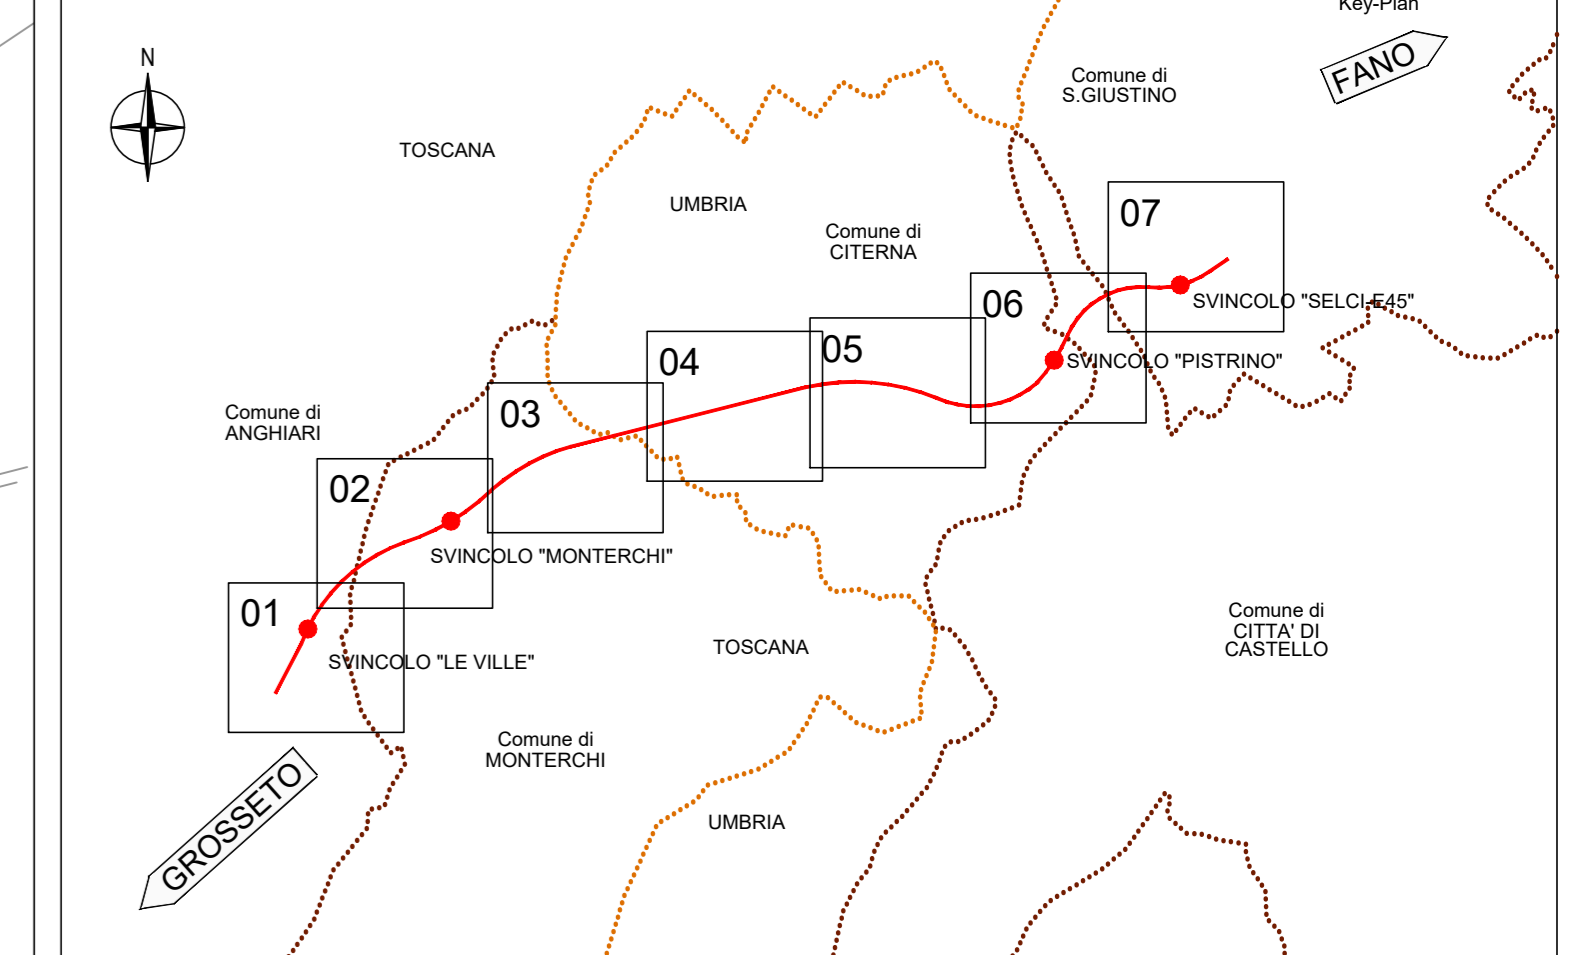 Key-Plan
N
FANO
Comune di
S.GIUSTINO
TOSCANA
UMBRIA
07
Comune di
CITERNA
06
SVINCOLO "SELCI-E45"
04
05
SVINCOLO "PISTRINO"
03
Comune di
ANGHIARI
02
SVINCOLO "MONTERCHI"
01
SVINCOLO "LE VILLE"
TOSCANA
Comune di
CITTA' DI
CASTELLO
Comune di
MONTERCHI
GROSSETO
UMBRIA